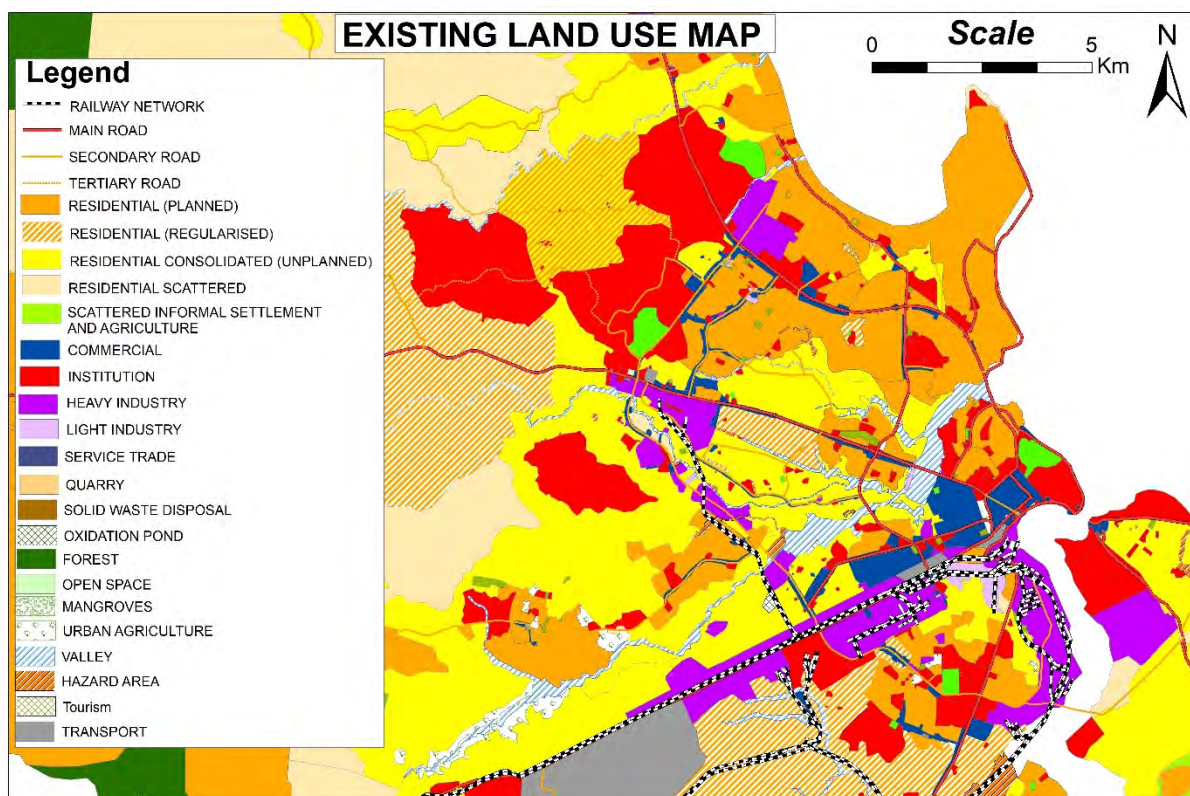 EXISTING LAND USE MAP
Scale
0 5
Km
N
Legend
RAILWAY NETWORK
MAIN ROAD
SECONDARY ROAD
TERTIARY ROAD
RESIDENTIAL (PLANNED)
RESIDENTIAL (REGULARISED)
RESIDENTIAL CONSOLIDATED (UNPLANNED)
RESIDENTIAL SCATTERED
SCATTERED INFORMAL SETTLEMENT
AND AGRICULTURE
COMMERCIAL
INSTITUTION
HEAVY INDUSTRY
LIGHT INDUSTRY
SERVICE TRADE
QUARRY
SOLID WASTE DISPOSAL
OXIDATION POND
FOREST
OPEN SPACE
MANGROVES
URBAN AGRICULTURE
VALLEY
HAZARD AREA
Tourism
TRANSPORT